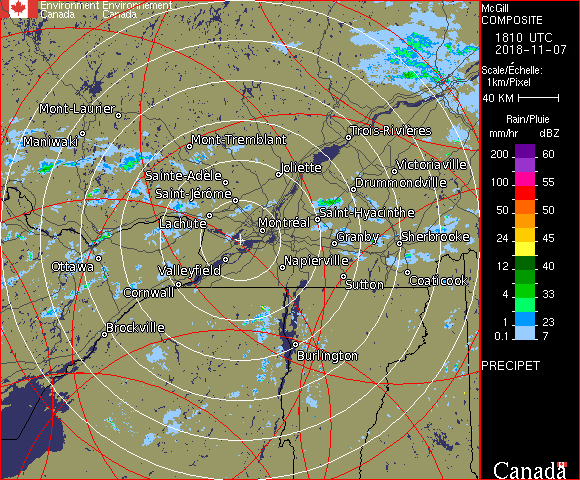 Environment Environnement
Canada Canada
Mont-Laurier
Maniwaki
Mont-Tremblant
Trois-Rivières
Sainte-Adèle
Joliette
Victoriaville
Saint-Jérôme
Drummondville
Lachute
Montréal
Saint-Hyacinthe
Granby
Sherbrooke
Ottawa
Valleyfield
Napierville
Cornwall
Sutton
Coaticook
Brockville
Burlington
McGill
COMPOSITE
1810 UTC
2018-11-07
Scale/Échelle:
1km/Pixel
40 KM
Rain/Pluie
mm/hr dBZ
200 60
150 57
100 55
50 50
24 45
12 40
4 33
1 23
0.1 7
PRECIPET
Canada